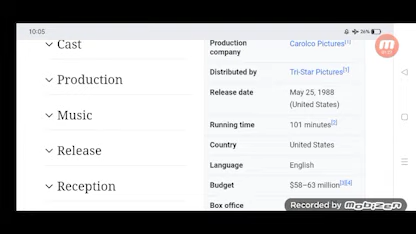 10:05
26%
Cast
Production
Music
Release
Reception
Production company
Carolco Pictures[1]
Distributed by
Tri-Star Pictures[1]
Release date
May 25, 1988
(United States)
Running time
101 minutes[2]
Country
United States
Language
English
Budget
$58–63 million[3][4]
Box office
Recorded by
mobizen